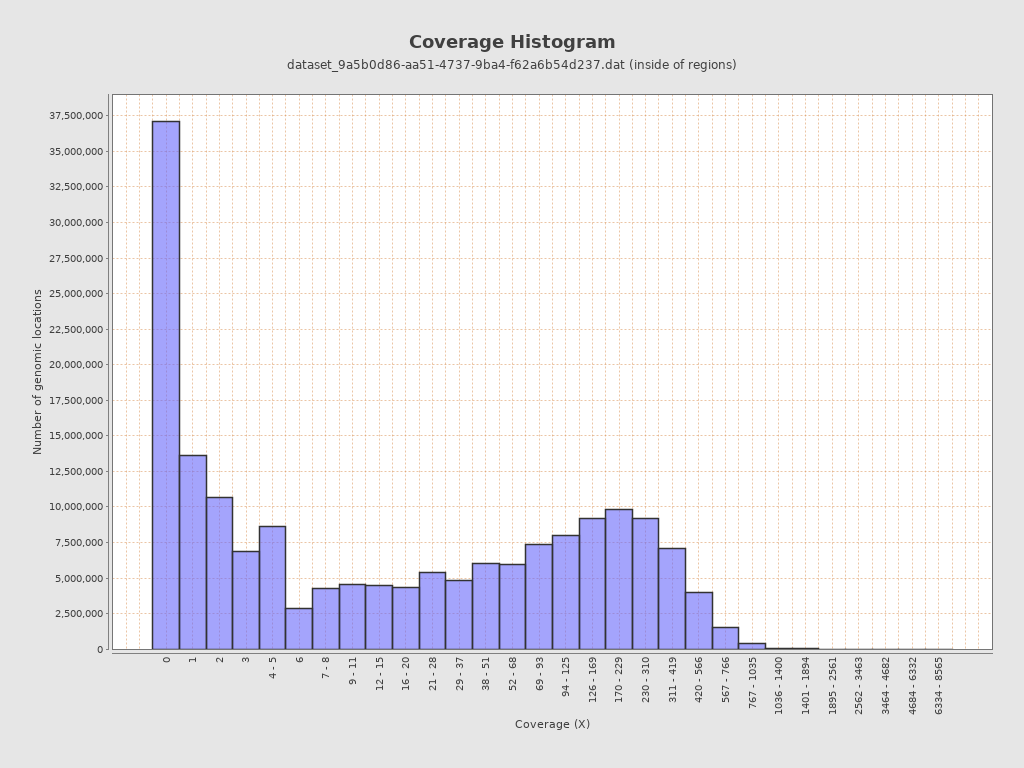 Coverage Histogram
dataset_9a5b0d86-aa51-4737-9ba4-f62a6b54d237.dat (inside of regions)
Number of genomic locations
37,500,000
35,000,000
32,500,000
30,000,000
27,500,000
25,000,000
22,500,000
20,000,000
17,500,000
15,000,000
12,500,000
10,000,000
7,500,000
5,000,000
2,500,000
0
0
1
2
3
4 - 5
6
7 - 8
9 - 11
12 - 15
16 - 20
21 - 28
29 - 37
38 - 51
52 - 68
69 - 93
94 - 125
126 - 169
170 - 229
230 - 310
311 - 419
420 - 566
567 - 766
767 - 1035
1036 - 1400
1401 - 1894
1895 - 2561
2562 - 3463
3464 - 4682
4684 - 6332
6334 - 8565
Coverage (X)